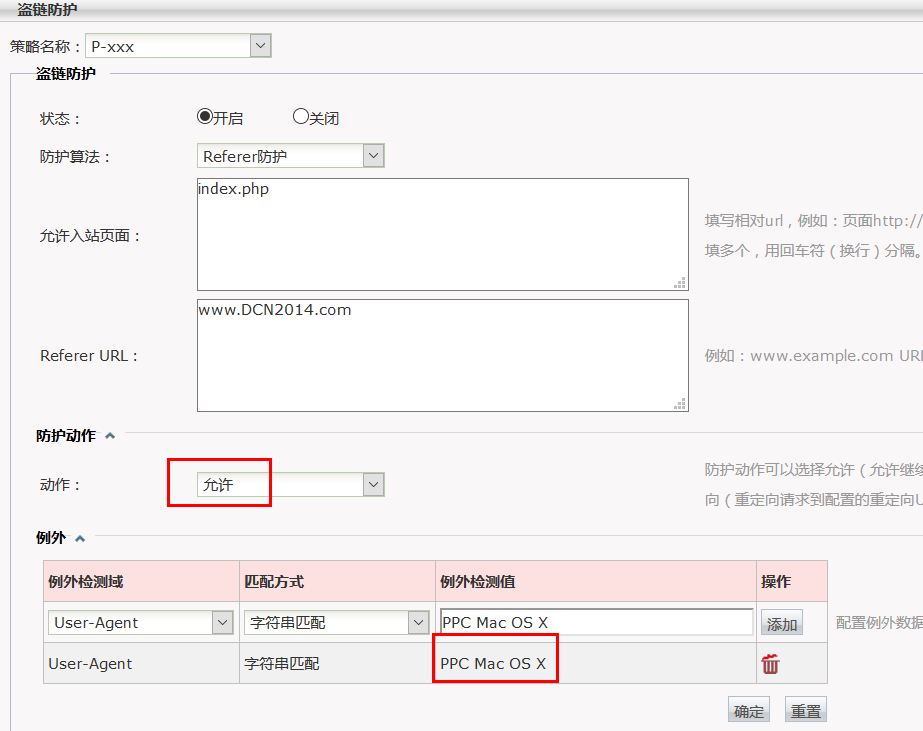 盗链防护
策略名称：P-xxx
盗链防护
状态： 开启 关闭
防护算法： Referer防护
index.php
允许入站页面：
填写相对url，例如：页面http://
填多个，用回车符（换行）分隔。
www.DCN2014.com
Referer URL： 例如：www.example.com URL
防护动作
动作： 允许
防护动作可以选择允许（允许继续
向（重定向请求到配置的重定向U
例外
例外检测域 匹配方式 例外检测值 操作
User-Agent 字符串匹配 PPC Mac OS X 添加 配置例外数据
User-Agent 字符串匹配 PPC Mac OS X
确定 重置